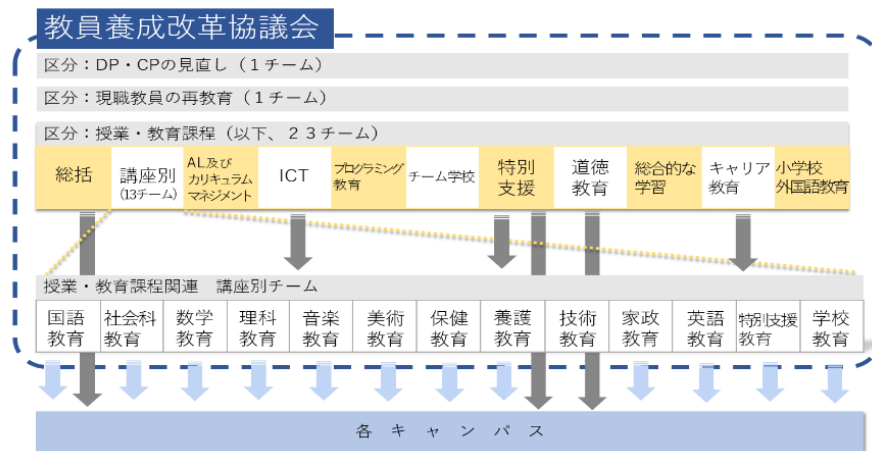 教員養成改革協議会
区分：DP・CPの見直し（１チーム）
区分：現職教員の再教育（１チーム）
区分：授業・教育課程（以下、２３チーム）
総括
講座別
(13チーム)
AL及び
カリキュラム
マネジメント
ICT
プログラミング
教育
チーム学校
特別
支援
道徳
教育
総合的な
学習
キャリア
教育
小学校
外国語教育
授業・教育課程関連　講座別チーム
国語
教育
社会科
教育
数学
教育
理科
教育
音楽
教育
美術
教育
保健
教育
養護
教育
技術
教育
家政
教育
英語
教育
特別支援
教育
学校
教育
各キャンパス